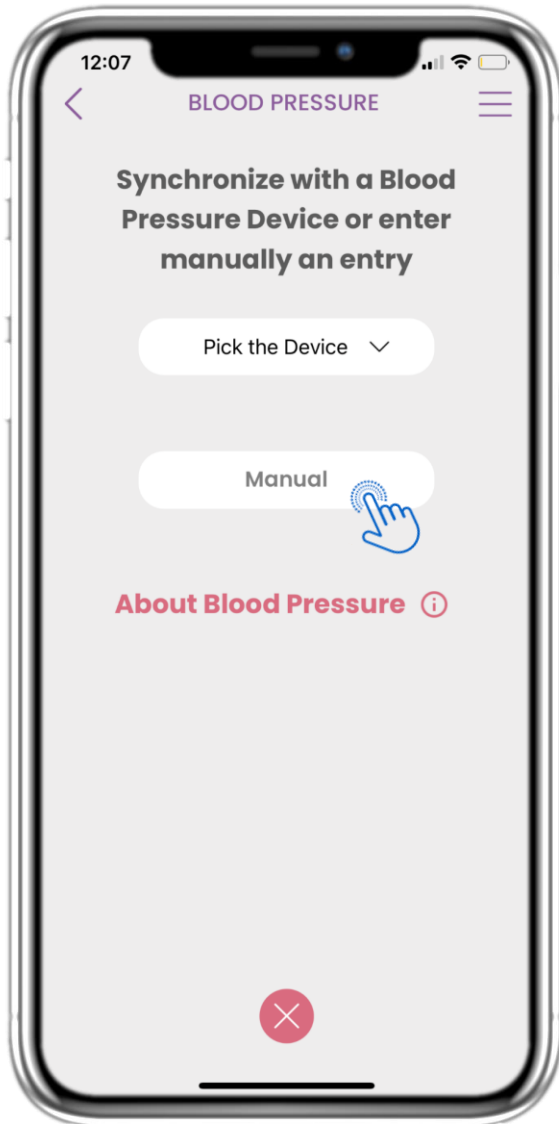 12:07
BLOOD PRESSURE
Synchronize with a Blood
Pressure Device or enter
manually an entry
Pick the Device
Manual
About Blood Pressure